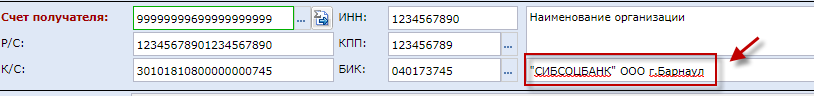 Счет получателя: 99999999699999999999 ... ИНН: 1234567890 Наименование организации
Р/С: 12345678901234567890 КПП: 123456789 ...
К/С: 30101810800000000745 БИК: 040173745 ... "СИБСОЦБАНК" ООО г.Барнаул